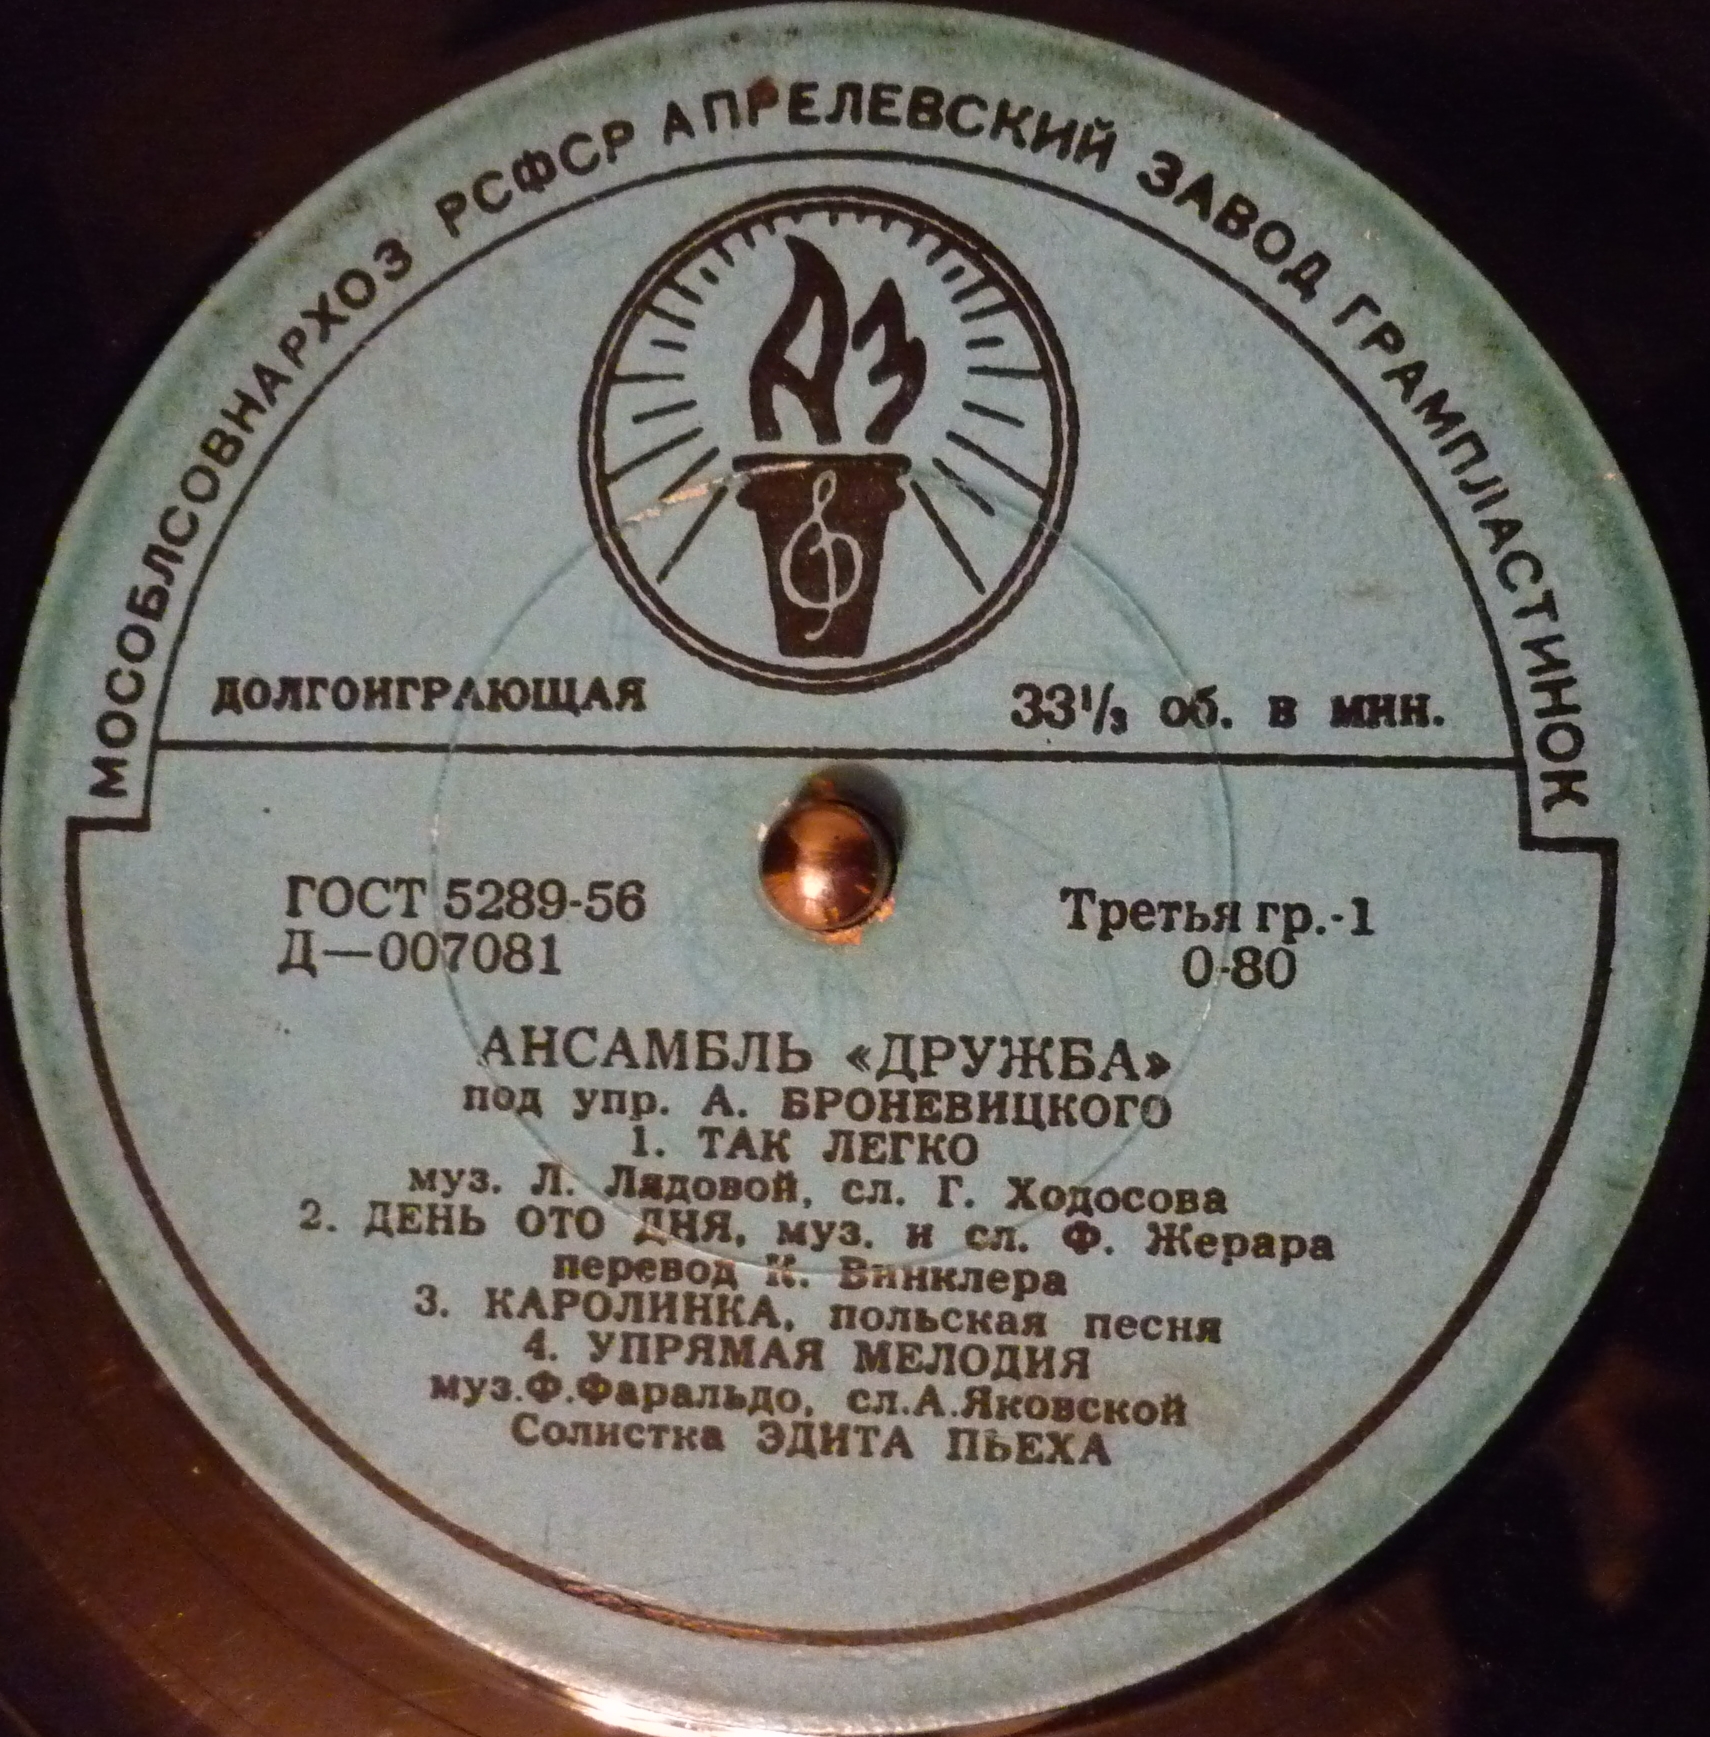 МОСОБЛСОВНАРХОЗ РСФСР АПРЕЛЕВСКИЙ ЗАВОД ГРАМПЛАСТИНОК
АЗ
ДОЛГОИГРАЮЩАЯ
33⅓ об. в мин.
ГОСТ 5289-56
Д—007081
Третья гр.-1
0-80
АНСАМБЛЬ «ДРУЖБА»
под упр. А. БРОНЕВИЦКОГО
1. ТАК ЛЕГКО
муз. Л. Лядовой, сл. Г. Ходосова
2. ДЕНЬ ОТО ДНЯ, муз. и сл. Ф. Жерара
перевод К. Винклера
3. КАРОЛИНКА, польская песня
4. УПРЯМАЯ МЕЛОДИЯ
муз.Ф.Фаральдо, сл.А.Яковской
Солистка ЭДИТА ПЬЕХА